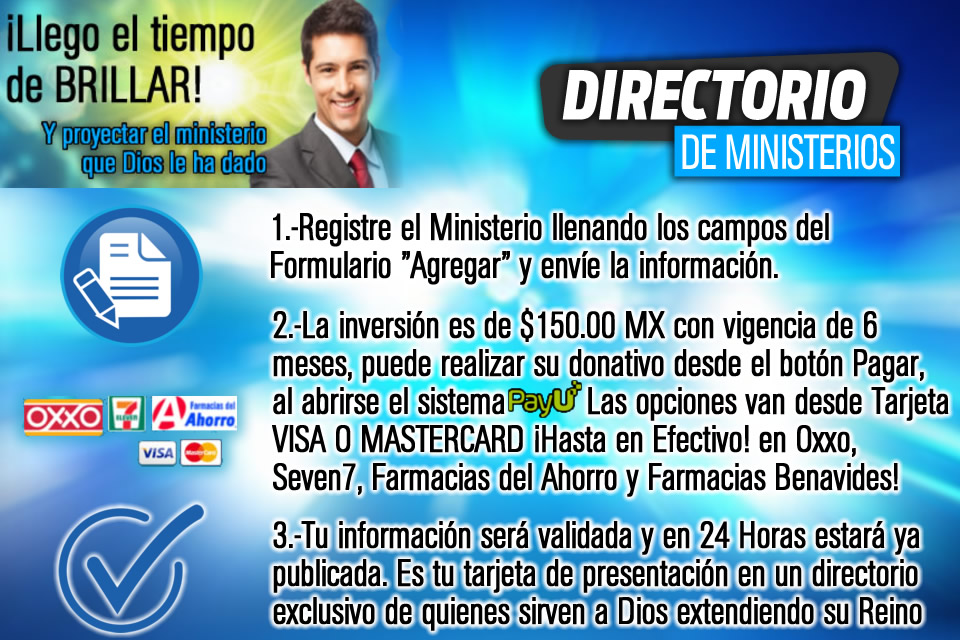 ¡Llego el tiempo
de BRILLAR!
Y proyectar el ministerio
que Dios le ha dado
DIRECTORIO
DE MINISTERIOS
1.-Registre el Ministerio llenando los campos del
Formulario "Agregar" y envíe la información.
2.-La inversión es de $150.00 MX con vigencia de 6
meses, puede realizar su donativo desde el botón Pagar,
al abrirse el sistema PayU Las opciones van desde Tarjeta
VISA O MASTERCARD ¡Hasta en Efectivo! en Oxxo,
Seven7, Farmacias del Ahorro y Farmacias Benavides!
OXXO 7 ELEVEN A Farmacias del
Ahorro
VISA MasterCard
3.-Tu información será validada y en 24 Horas estará ya
publicada. Es tu tarjeta de presentación en un directorio
exclusivo de quienes sirven a Dios extendiendo su Reino